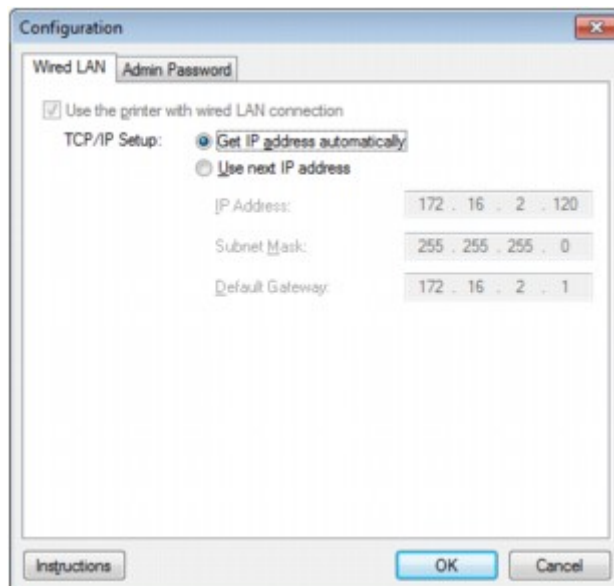 Configuration
Wired LAN Admin Password
Use the printer with wired LAN connection
TCP/IP Setup: Get IP address automatically
Use next IP address
IP Address: 172 . 16 . 2 . 120
Subnet Mask: 255 . 255 . 255 . 0
Default Gateway: 172 . 16 . 2 . 1
Instructions OK Cancel